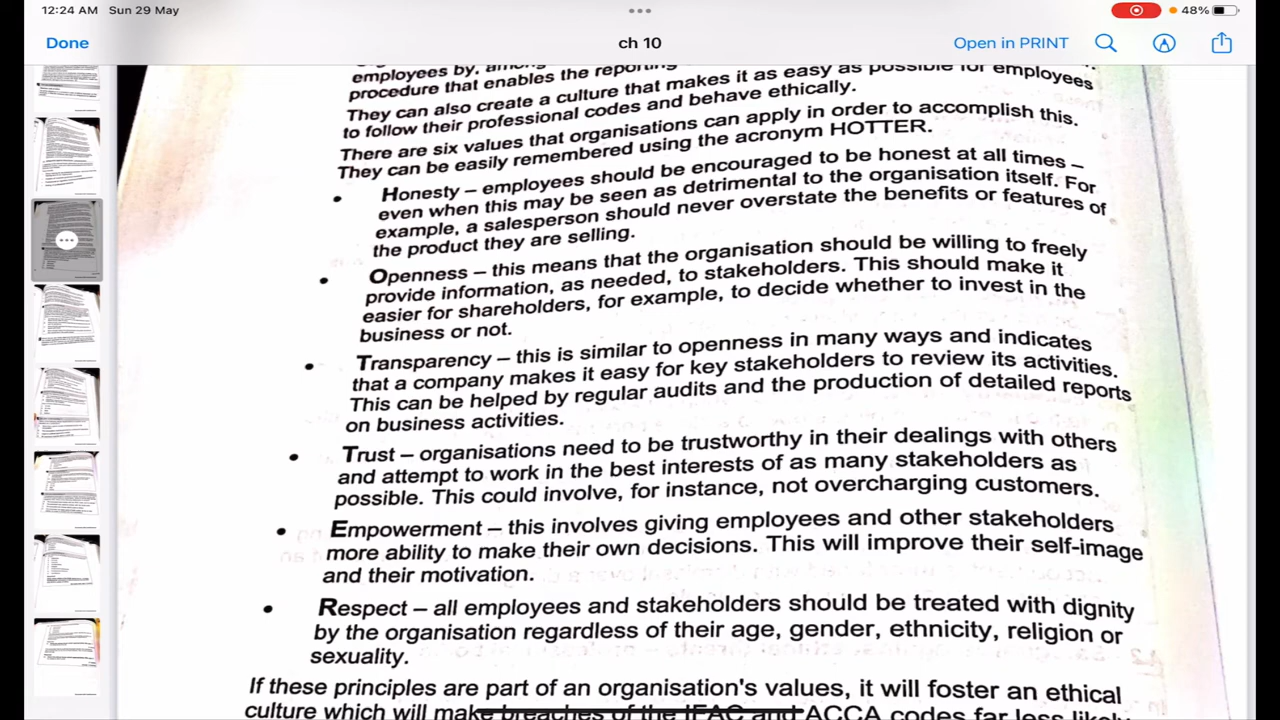 12:24 AM Sun 29 May
48%
Done
ch 10
Open in PRINT
employees by, among
procedure that enables the reporting
They can also create a culture that makes it as easy as possible for employees
to follow their professional codes and behave ethically.
There are six values that organisations can apply in order to accomplish this.
They can be easily remembered using the acronym HOTTER.
• Honesty – employees should be encouraged to be honest at all times –
even when this may be seen as detrimental to the organisation itself. For
example, a salesperson should never overstate the benefits or features of
the product they are selling.
• Openness – this means that the organisation should be willing to freely
provide information, as needed, to stakeholders. This should make it
easier for shareholders, for example, to decide whether to invest in the
business or not.
• Transparency – this is similar to openness in many ways and indicates
that a company makes it easy for key stakeholders to review its activities.
This can be helped by regular audits and the production of detailed reports
on business activities.
• Trust – organisations need to be trustworthy in their dealings with others
and attempt to work in the best interests of as many stakeholders as
possible. This could involve, for instance, not overcharging customers.
• Empowerment – this involves giving employees and other stakeholders
more ability to make their own decisions. This will improve their self-image
and their motivation.
• Respect – all employees and stakeholders should be treated with dignity
by the organisation regardless of their age, gender, ethnicity, religion or
sexuality.
If these principles are part of an organisation's values, it will foster an ethical
culture which will make breaches of the IFAC and ACCA codes far less likely